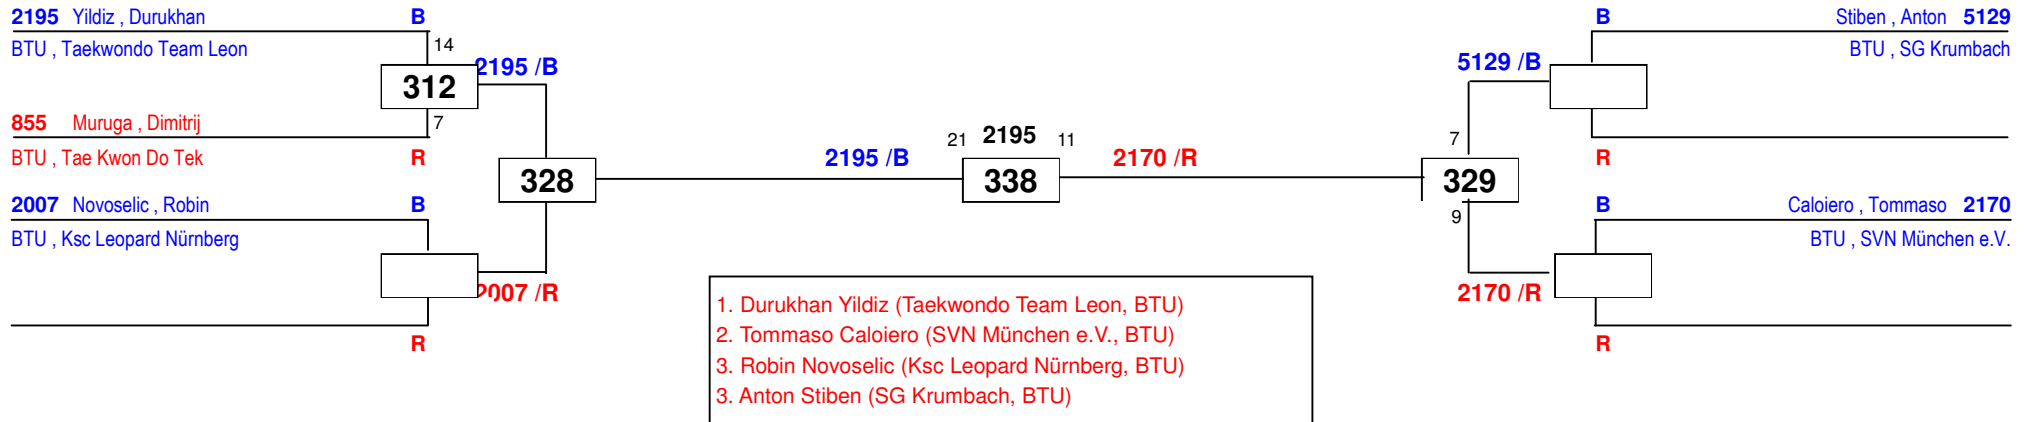 2195 Yildiz , Durukhan B
BTU , Taekwondo Team Leon
14
2195 /B
312
855 Muruga , Dimitrij
7
BTU , Tae Kwon Do Tek R
328
2007 Novoselic , Robin B
BTU , Ksc Leopard Nürnberg
2007 /R
R
2195 /B
21 2195 11
338
2170 /R
B Stiben , Anton 5129
BTU , SG Krumbach
5129 /B
7
R
329
9
B Caloiero , Tommaso 2170
BTU , SVN München e.V.
2170 /R
R
1. Durukhan Yildiz (Taekwondo Team Leon, BTU)
2. Tommaso Caloiero (SVN München e.V., BTU)
3. Robin Novoselic (Ksc Leopard Nürnberg, BTU)
3. Anton Stiben (SG Krumbach, BTU)